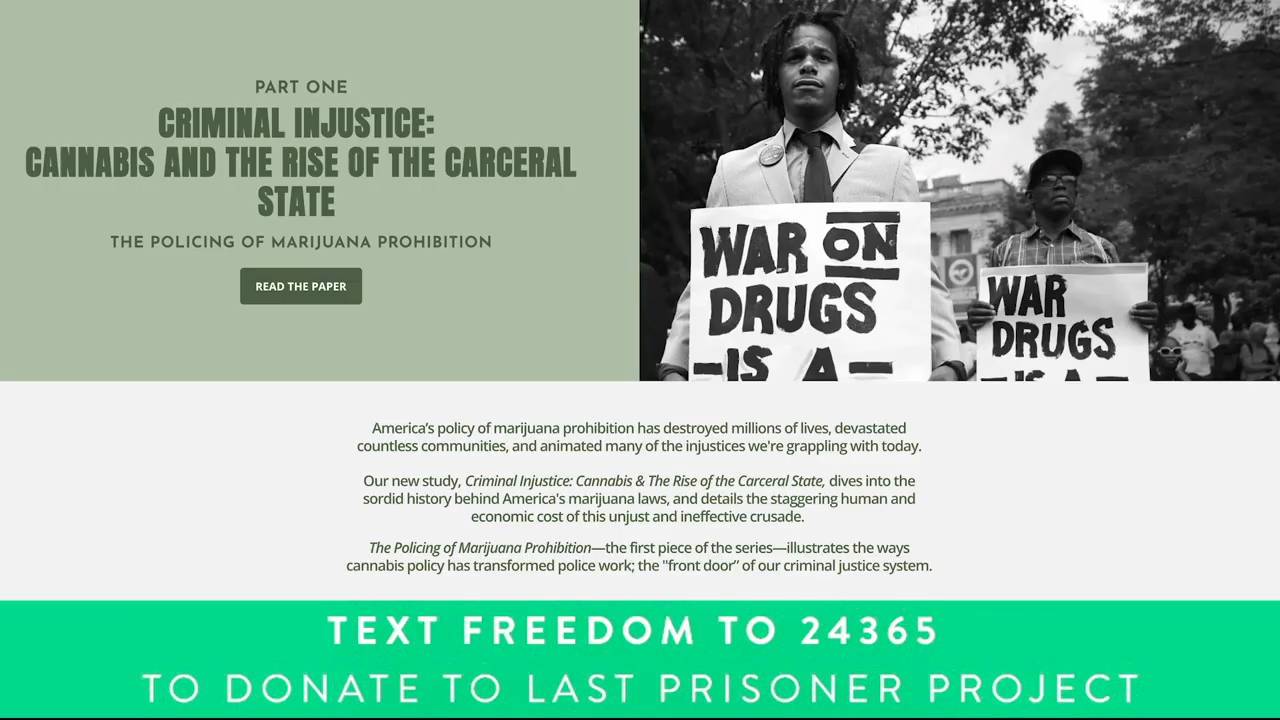 PART ONE
CRIMINAL INJUSTICE:
CANNABIS AND THE RISE OF THE CARCERAL
STATE
THE POLICING OF MARIJUANA PROHIBITION
READ THE PAPER
WAR ON
DRUGS
-IS A-
WAR
DRUGS
-IS A-
America’s policy of marijuana prohibition has destroyed millions of lives, devastated
countless communities, and animated many of the injustices we're grappling with today.
Our new study, Criminal Injustice: Cannabis & The Rise of the Carceral State, dives into the
sordid history behind America's marijuana laws, and details the staggering human and
economic cost of this unjust and ineffective crusade.
The Policing of Marijuana Prohibition—the first piece of the series—illustrates the ways
cannabis policy has transformed police work; the "front door” of our criminal justice system.
TEXT FREEDOM TO 24365
TO DONATE TO LAST PRISONER PROJECT